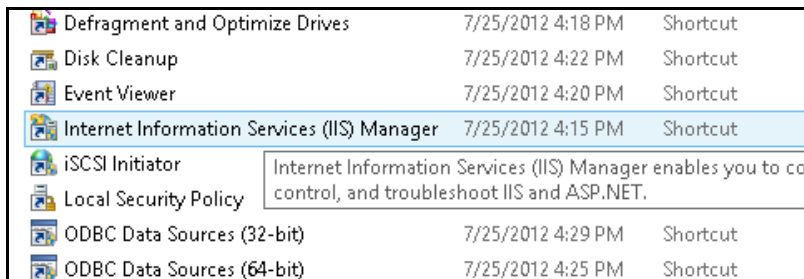 Defragment and Optimize Drives 7/25/2012 4:18 PM Shortcut
Disk Cleanup 7/25/2012 4:22 PM Shortcut
Event Viewer 7/25/2012 4:20 PM Shortcut
Internet Information Services (IIS) Manager 7/25/2012 4:15 PM Shortcut
iSCSI Initiator
Internet Information Services (IIS) Manager enables you to co
control, and troubleshoot IIS and ASP.NET.
Local Security Policy
ODBC Data Sources (32-bit) 7/25/2012 4:29 PM Shortcut
ODBC Data Sources (64-bit) 7/25/2012 4:25 PM Shortcut